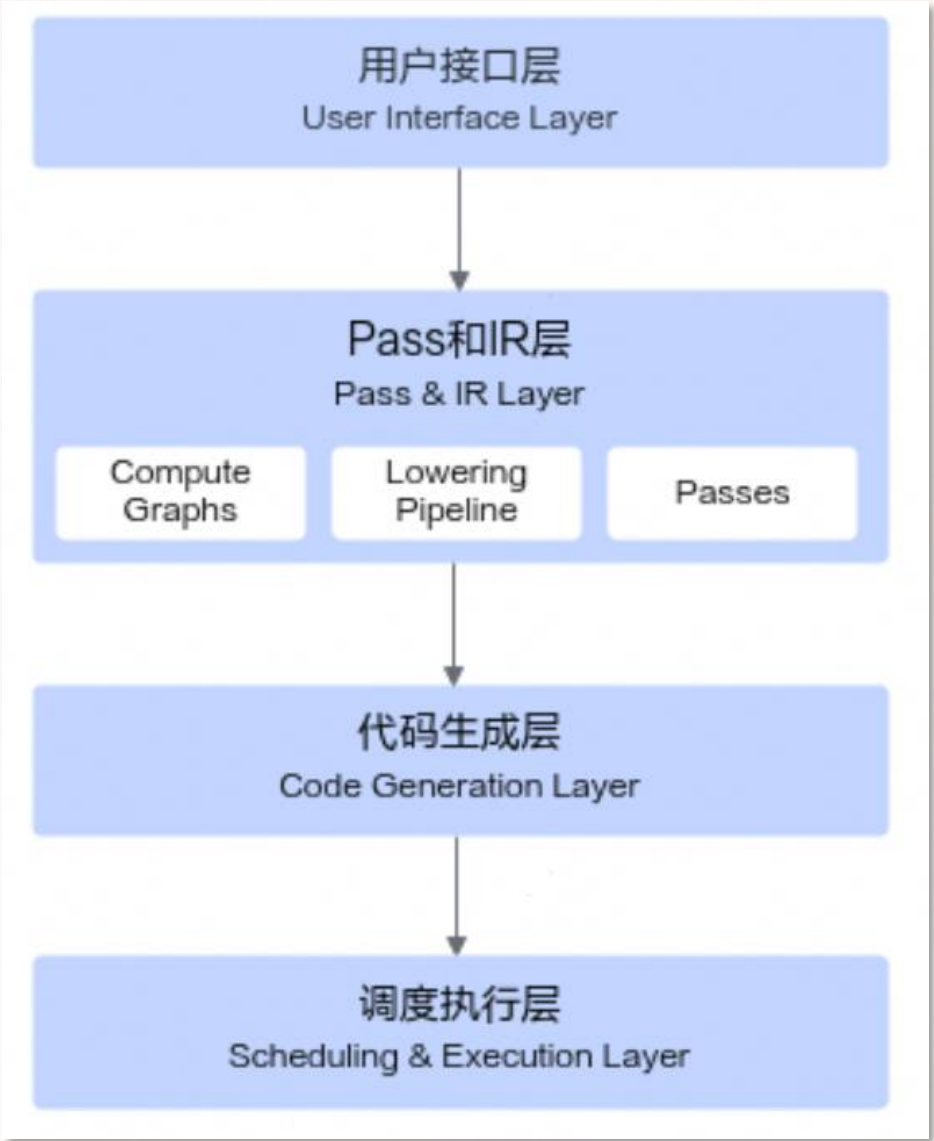 用户接口层
User Interface Layer
Pass和IR层
Pass & IR Layer
Compute
Graphs
Lowering
Pipeline
Passes
代码生成层
Code Generation Layer
调度执行层
Scheduling & Execution Layer